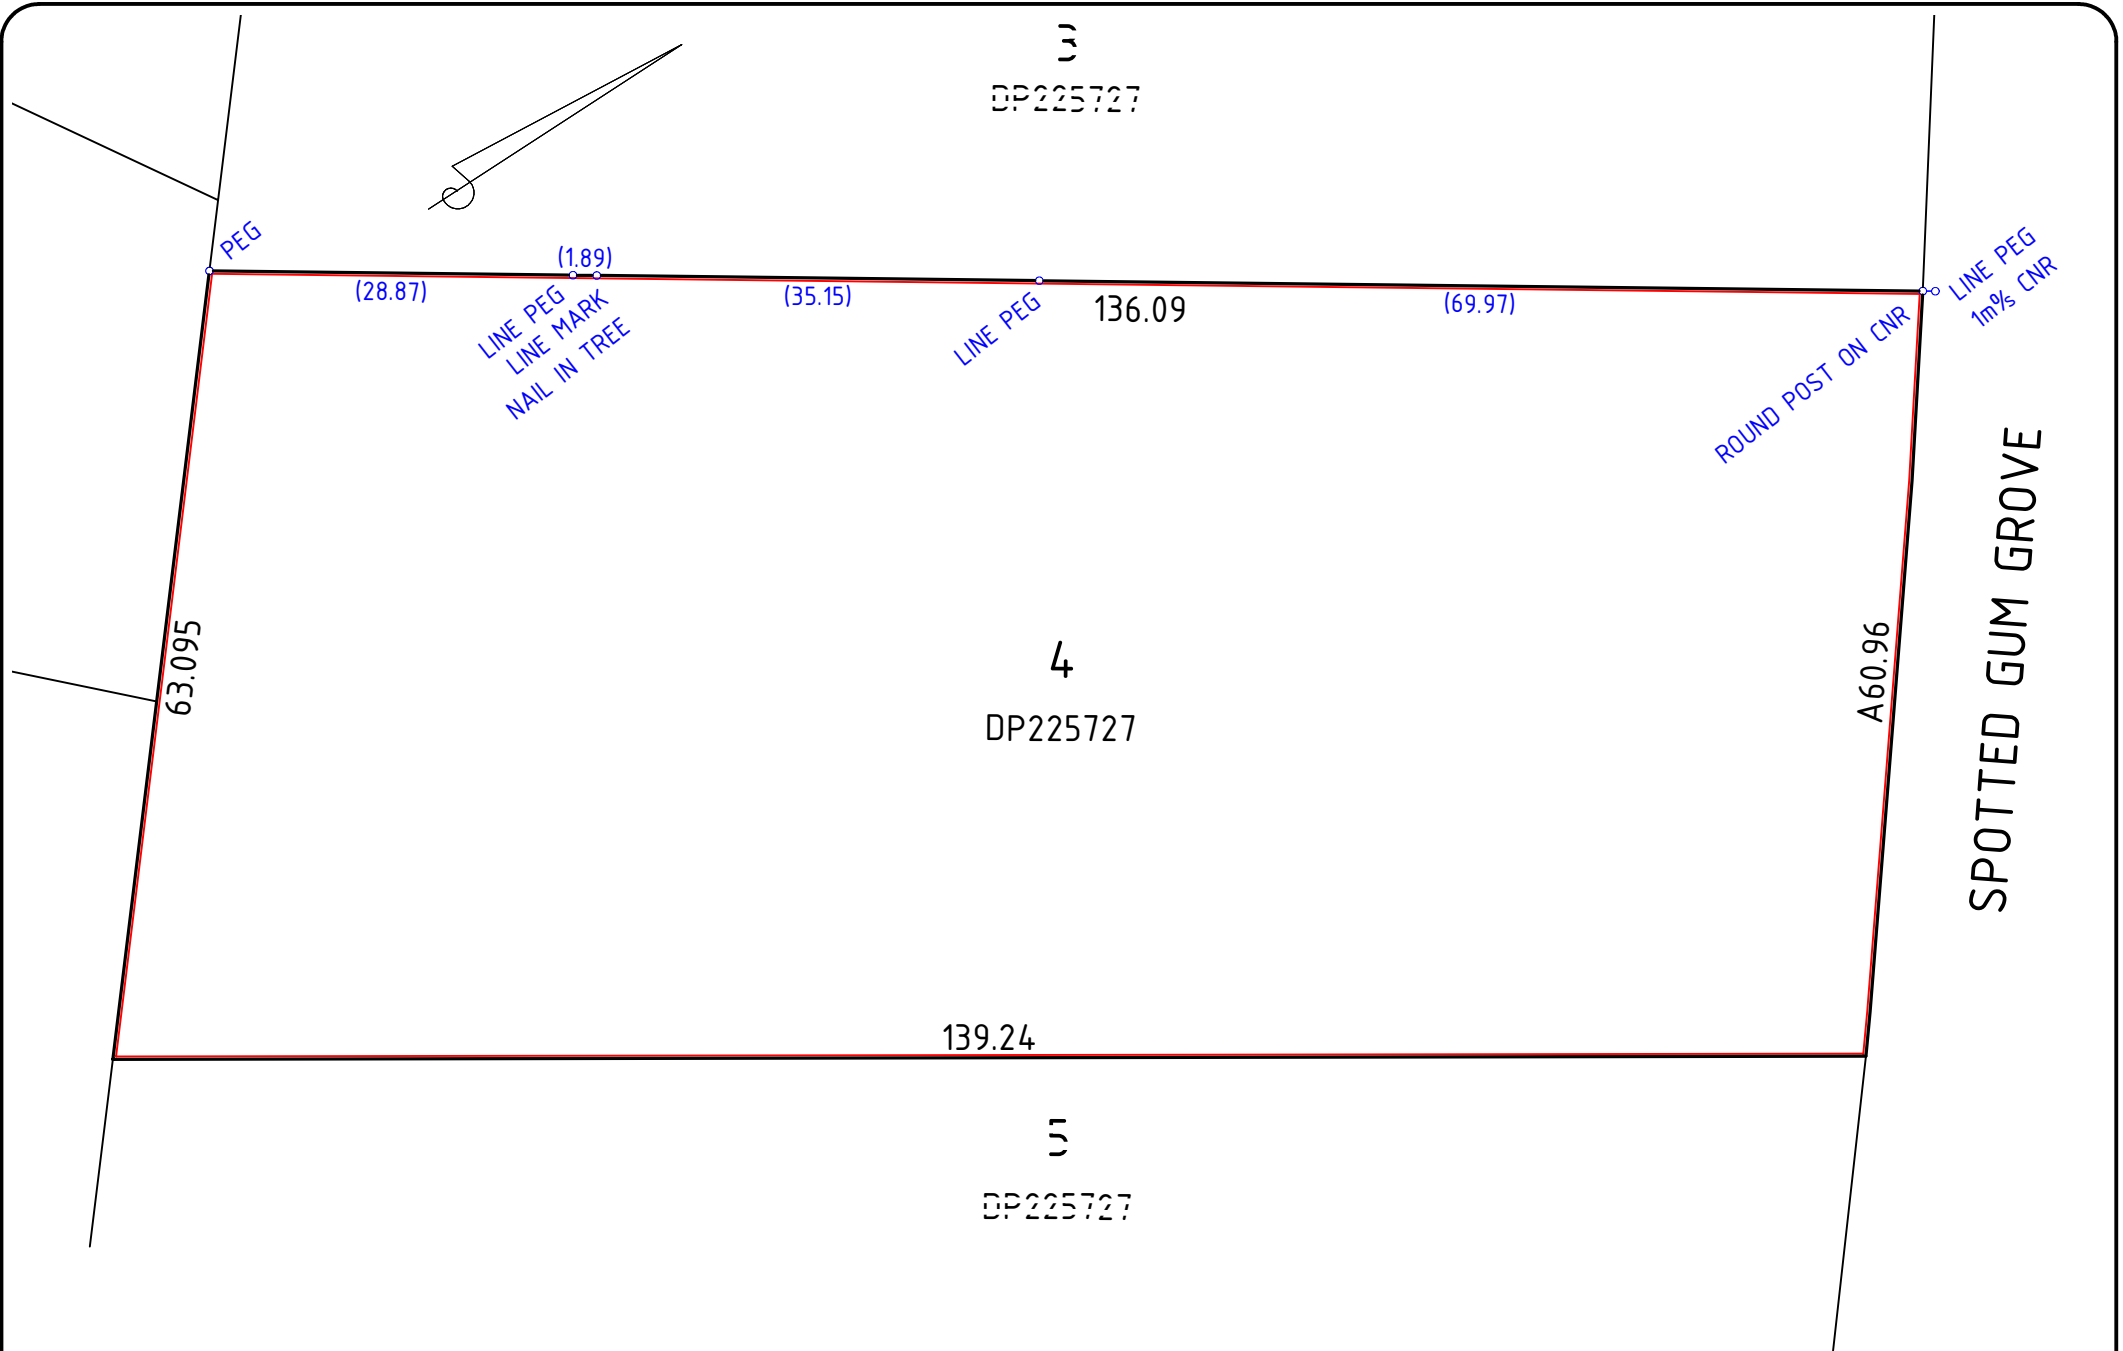 3
DP225727
PEG
(1.89)
(28.87)
LINE PEG
LINE MARK
NAIL IN TREE
(35.15)
LINE PEG
136.09
(69.97)
ROUND POST ON CNR
LINE PEG
1m% CNR
63.095
4
DP225727
A60.96
SPOTTED GUM GROVE
139.24
5
DP225727